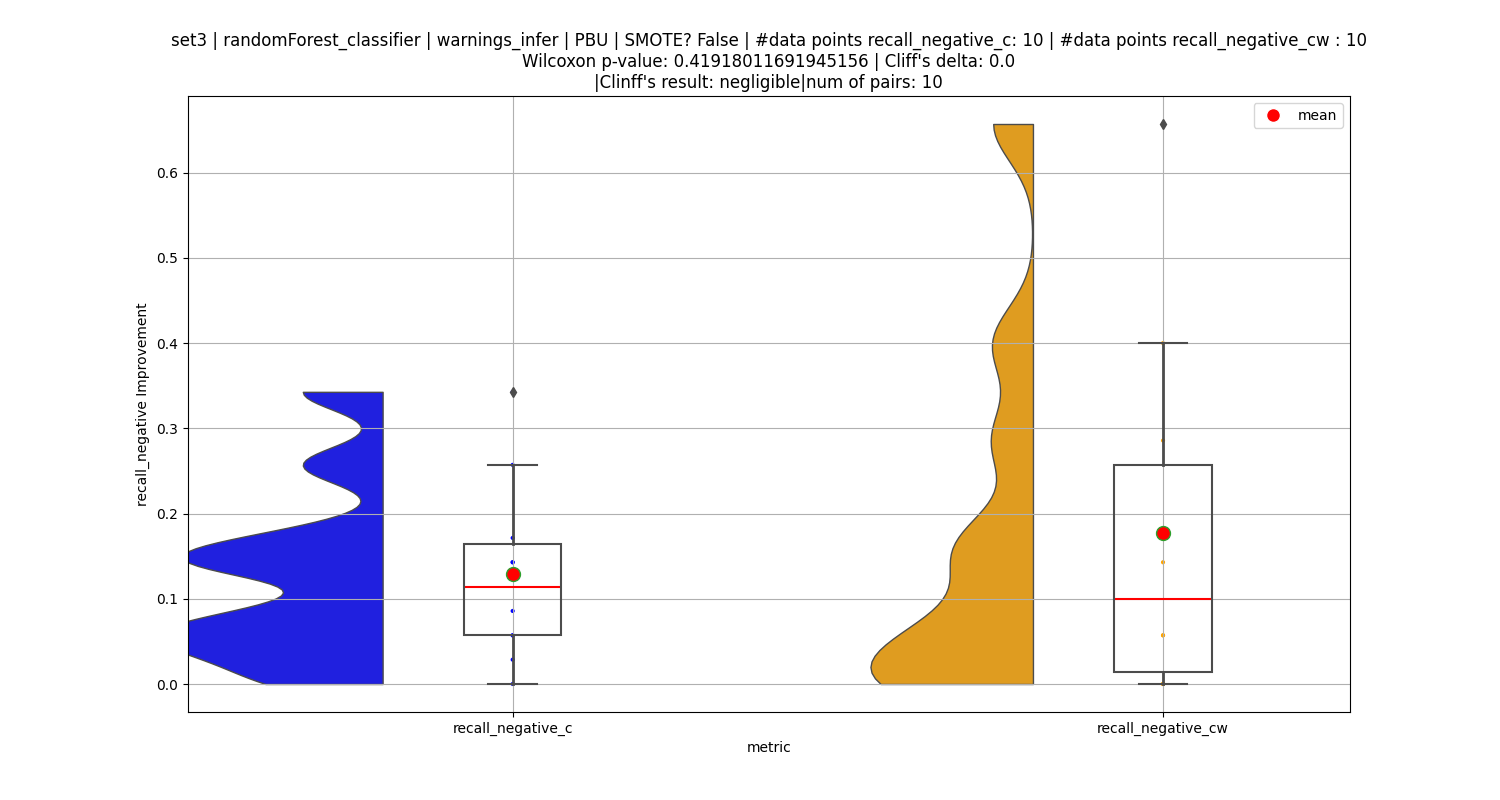 set3 | randomForest_classifier | warnings_infer | PBU | SMOTE? False | #data points recall_negative_c: 10 | #data points recall_negative_cw : 10
Wilcoxon p-value: 0.41918011691945156 | Cliff's delta: 0.0
|Clinff's result: negligible|num of pairs: 10
mean
0.6
0.5
0.4
0.3
0.2
0.1
0.0
recall_negative Improvement
recall_negative_c
recall_negative_cw
metric